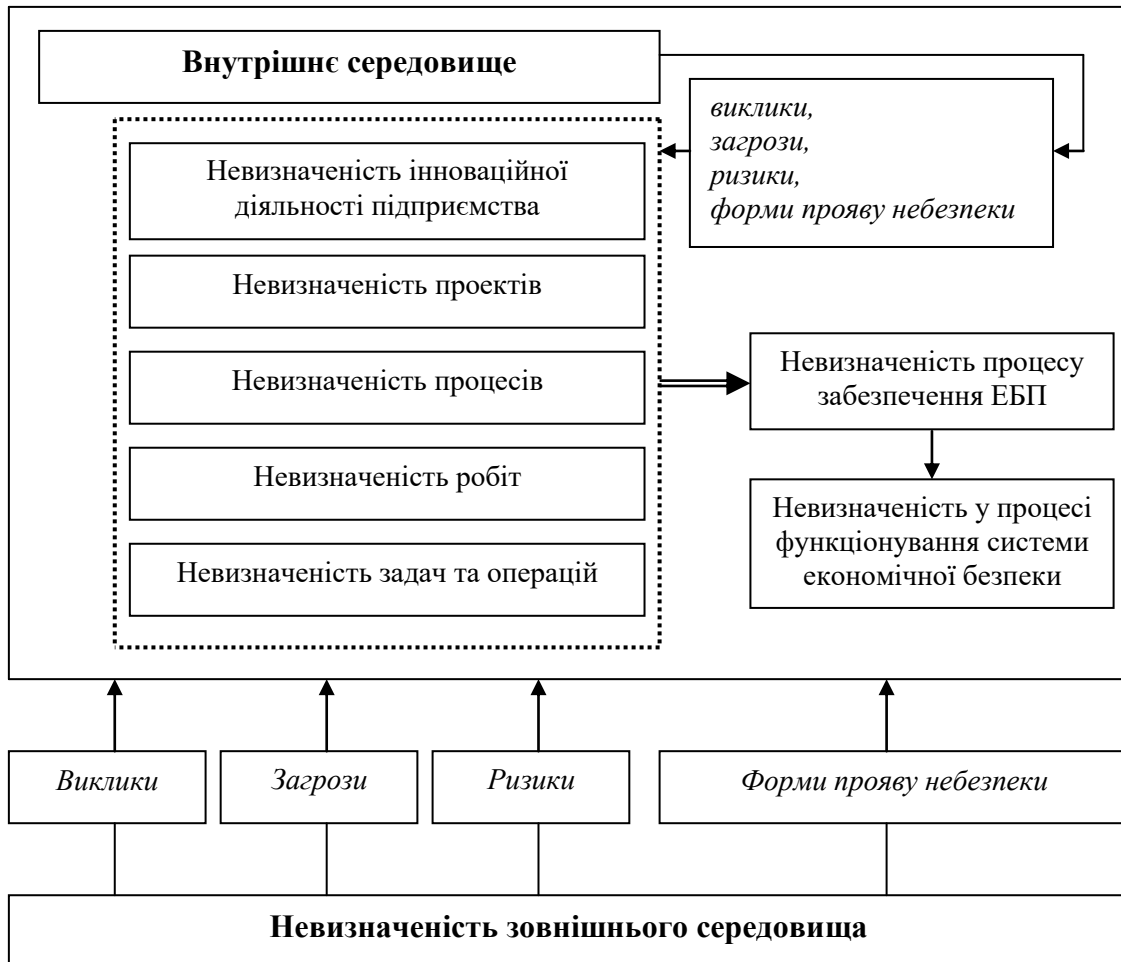 Внутрішнє середовище
виклики,
загрози,
ризики,
форми прояву небезпеки
Невизначеність інноваційної
діяльності підприємства
Невизначеність проектів
Невизначеність процесів
Невизначеність робіт
Невизначеність задач та операцій
Невизначеність процесу
забезпечення ЕБП
Невизначеність у процесі
функціонування системи
економічної безпеки
Виклики
Загрози
Ризики
Форми прояву небезпеки
Невизначеність зовнішнього середовища